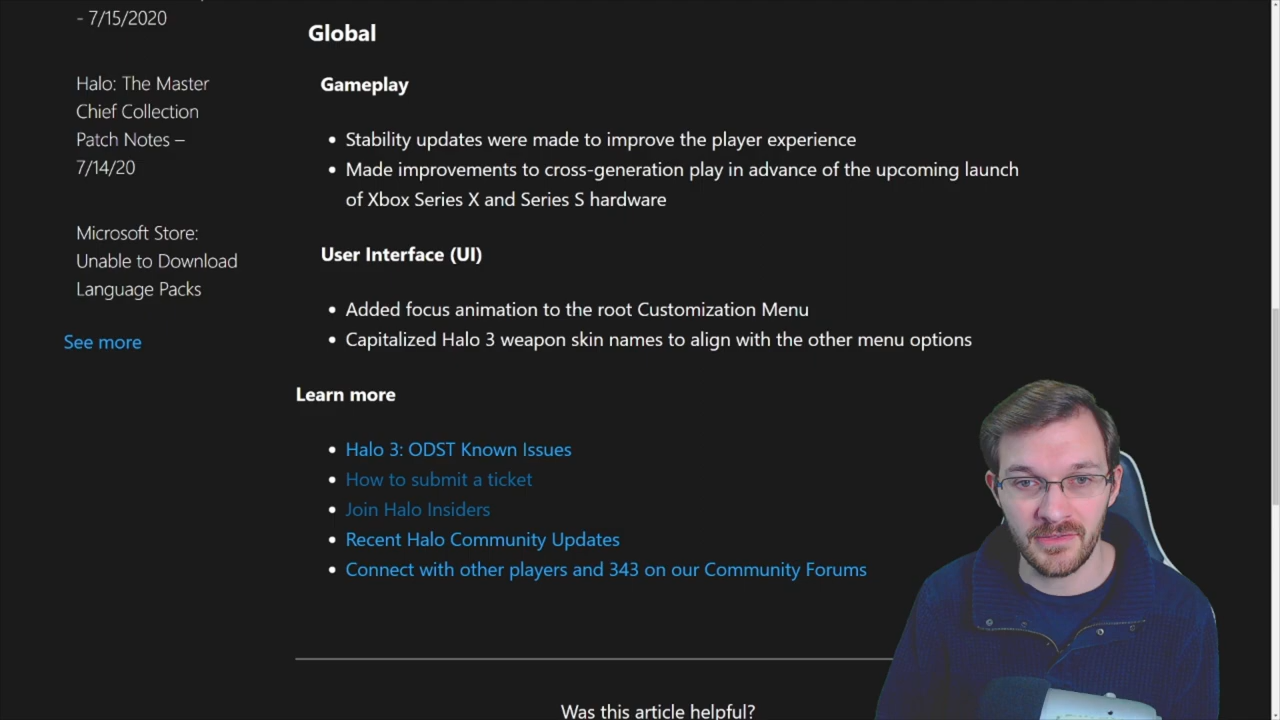 - 7/15/2020
Halo: The Master
Chief Collection
Patch Notes –
7/14/20
Microsoft Store:
Unable to Download
Language Packs
See more
Global
Gameplay
Stability updates were made to improve the player experience
Made improvements to cross-generation play in advance of the upcoming launch
of Xbox Series X and Series S hardware
User Interface (UI)
Added focus animation to the root Customization Menu
Capitalized Halo 3 weapon skin names to align with the other menu options
Learn more
Halo 3: ODST Known Issues
How to submit a ticket
Join Halo Insiders
Recent Halo Community Updates
Connect with other players and 343 on our Community Forums
Was this article helpful?